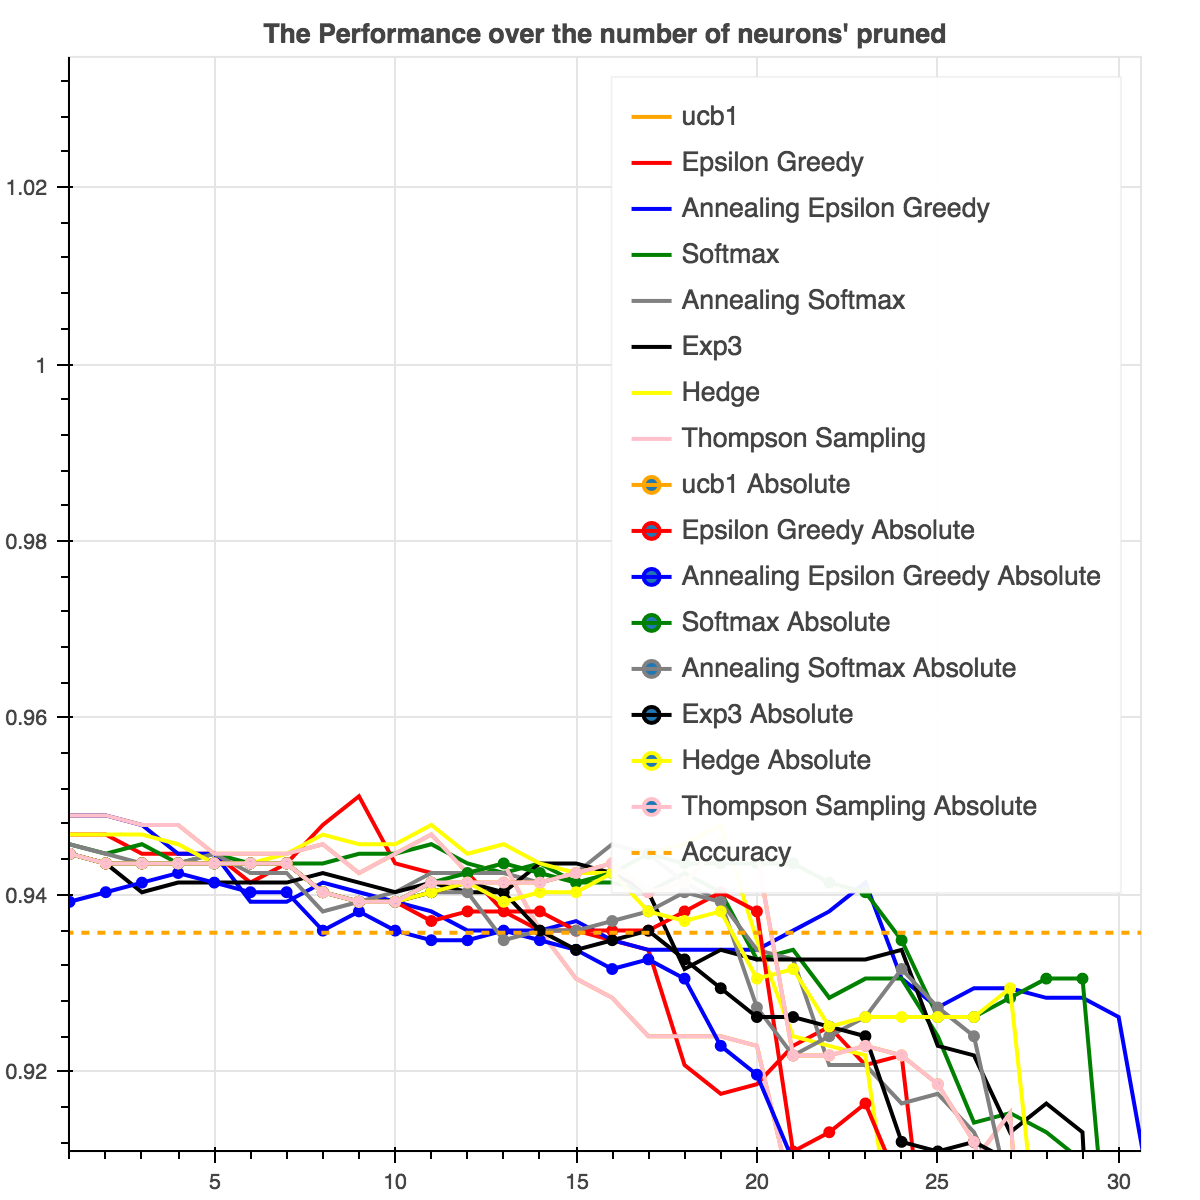 The Performance over the number of neurons' pruned
ucb1
Epsilon Greedy
Annealing Epsilon Greedy
Softmax
Annealing Softmax
Exp3
Hedge
Thompson Sampling
ucb1 Absolute
Epsilon Greedy Absolute
Annealing Epsilon Greedy Absolute
Softmax Absolute
Annealing Softmax Absolute
Exp3 Absolute
Hedge Absolute
Thompson Sampling Absolute
Accuracy
1.02
1
0.98
0.96
0.94
0.92
5 10 15 20 25 30